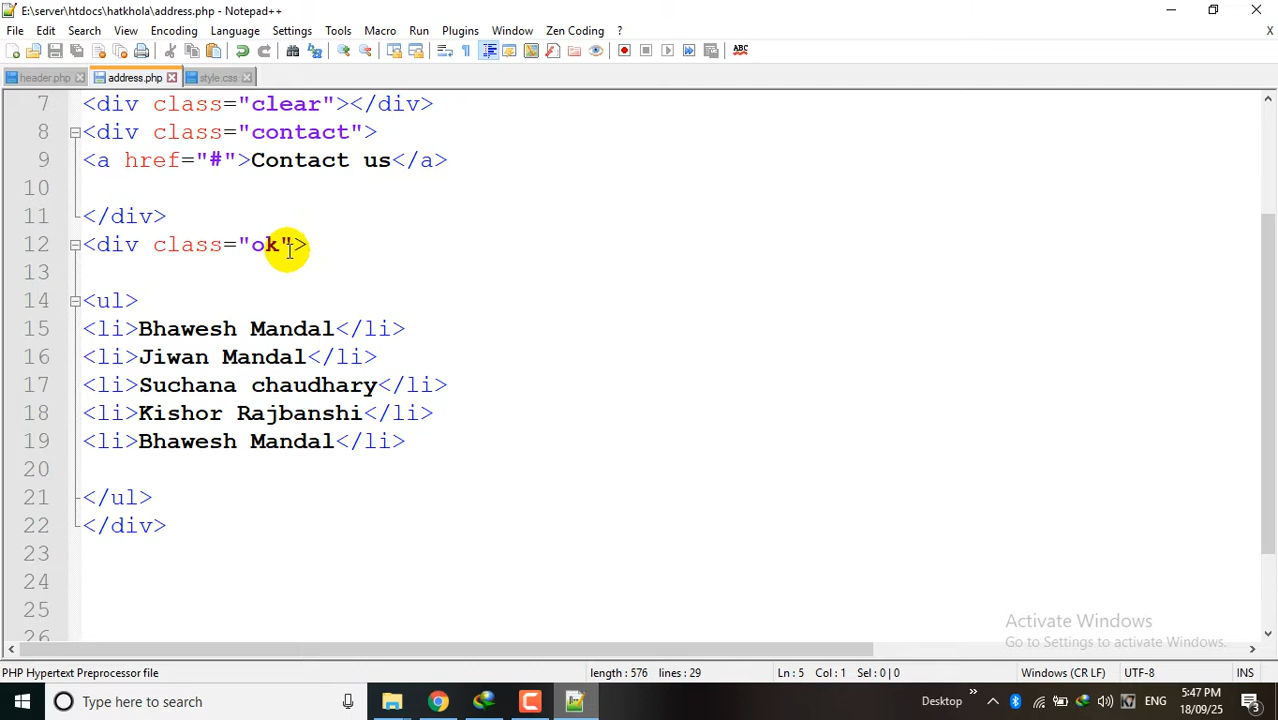 E:\server\htdocs\hatkhola\address.php - Notepad++
File Edit Search View Encoding Language Settings Tools Macro Run Plugins Window Zen Coding ? X
header.php address.php style.css
7 <div class="clear"></div>
8 <div class="contact">
9 <a href="#">Contact us</a>
10
11 </div>
12 <div class="ok">
13
14 <ul>
15 <li>Bhawesh Mandal</li>
16 <li>Jiwan Mandal</li>
17 <li>Suchana chaudhary</li>
18 <li>Kishor Rajbanshi</li>
19 <li>Bhawesh Mandal</li>
20
21 </ul>
22 </div>
23
24
25
26
Activate Windows
Go to Settings to activate Windows.
PHP Hypertext Preprocessor file length : 576 lines : 29 Ln : 5 Col : 1 Sel : 0 | 0 Windows (CR LF) UTF-8 INS
Type here to search Desktop ENG 5:47 PM
18/09/25